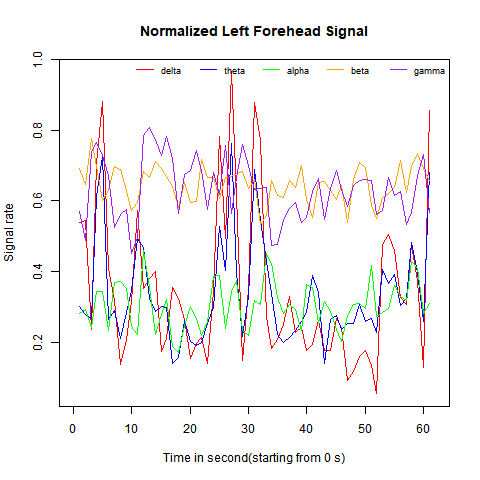 Normalized Left Forehead Signal
delta theta alpha beta gamma
1.0
0.8
0.6
0.4
0.2
Signal rate
0 10 20 30 40 50 60
Time in second(starting from 0 s)